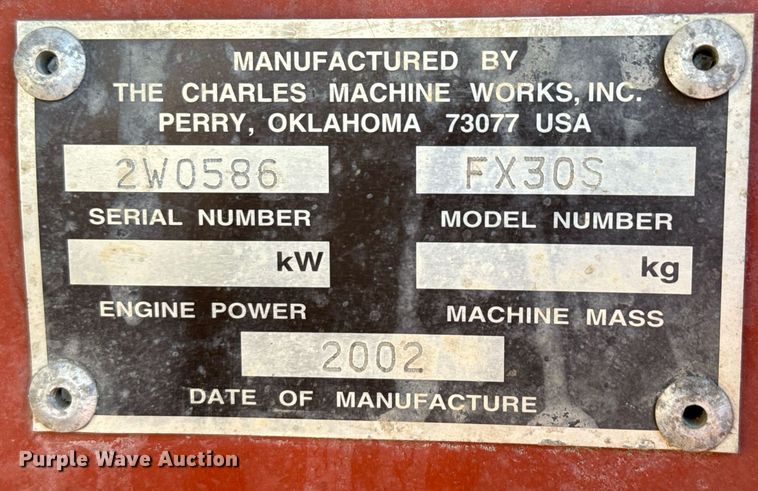 MANUFACTURED BY
THE CHARLES MACHINE WORKS, INC.
PERRY, OKLAHOMA 73077 USA
2W0586 FX30S
SERIAL NUMBER MODEL NUMBER
kW kg
ENGINE POWER MACHINE MASS
2002
DATE OF MANUFACTURE
Purple Wave Auction